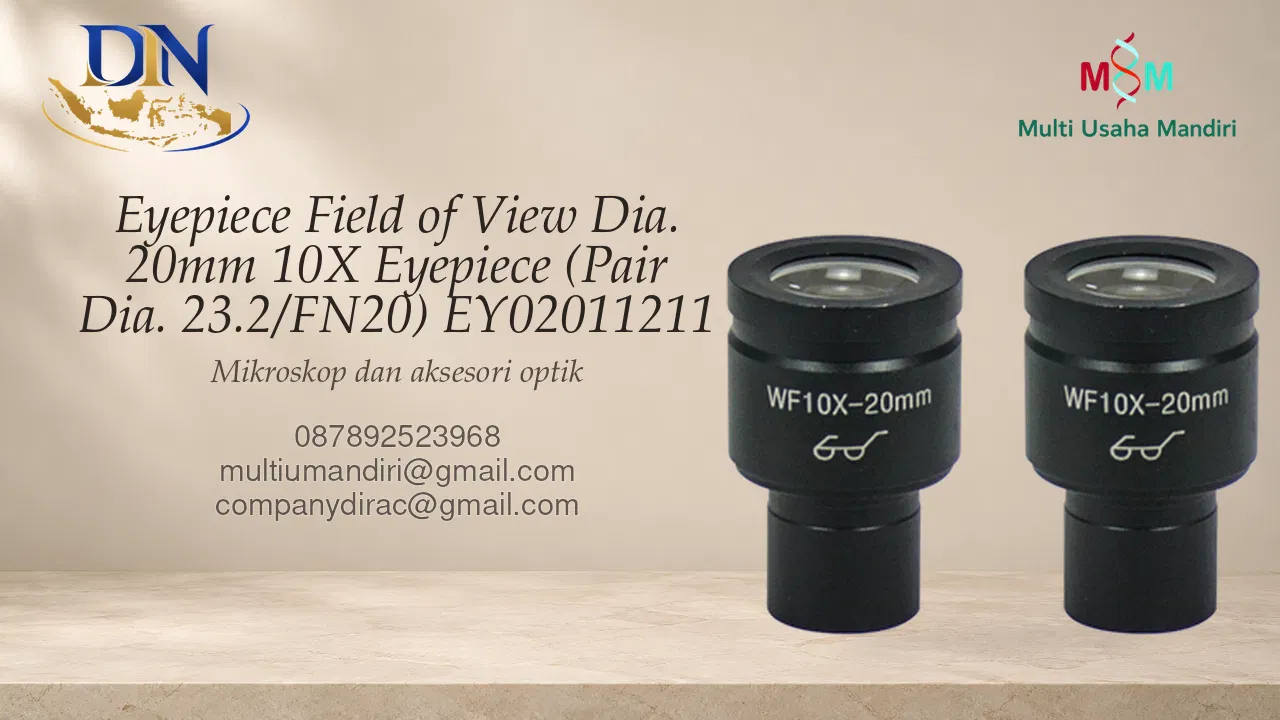 DN
M M
Multi Usaha Mandiri
Eyepiece Field of View Dia.
20mm 10X Eyepiece (Pair
Dia. 23.2/FN20) EY02011211
Mikroskop dan aksesori optik
087892523968
multiumandiri@gmail.com
companydirac@gmail.com
WF10X-20mm
WF10X-20mm